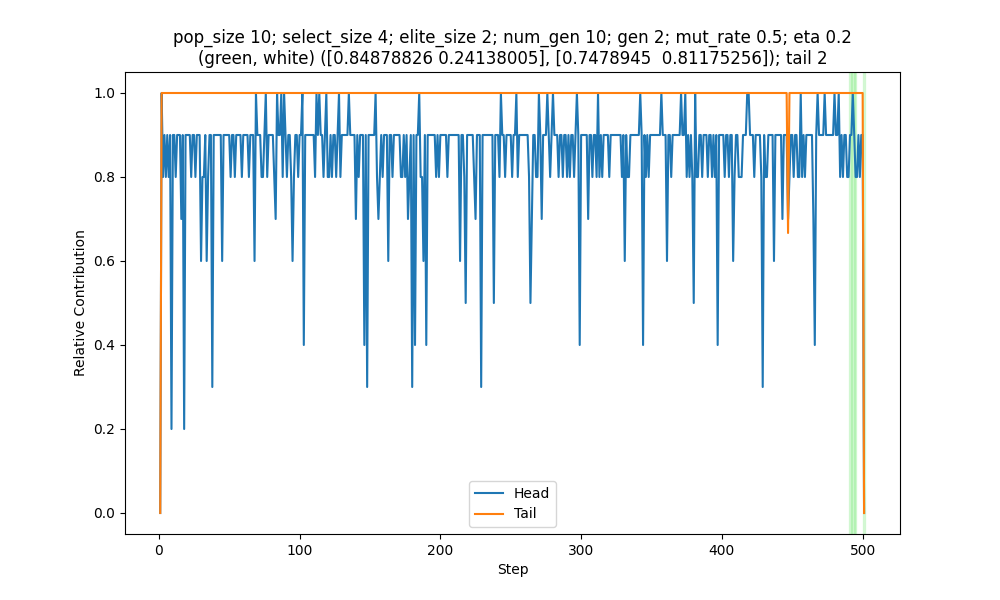 pop_size 10; select_size 4; elite_size 2; num_gen 10; gen 2; mut_rate 0.5; eta 0.2
(green, white) ([0.84878826 0.24138005], [0.7478945  0.81175256]); tail 2
1.0
0.8
0.6
0.4
0.2
0.0
Relative Contribution
Head
Tail
0
100
200
300
400
500
Step